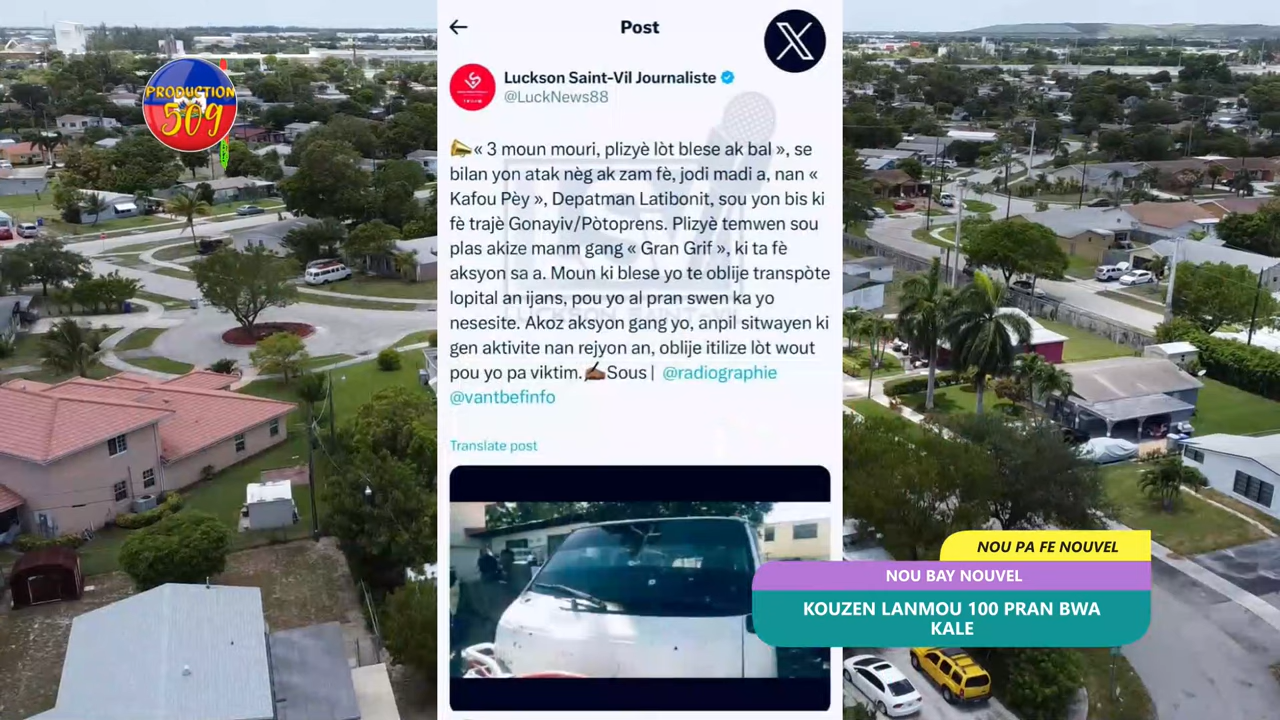 Post
PRODUCTION
509
Luckson Saint-Vil Journaliste
@LuckNews88
« 3 moun mouri, plizyè lòt blese ak bal », se
bilan yon atak nèg ak zam fè, jodi madi a, nan «
Kafou Pèy », Depatman Latibonit, sou yon bis ki
fè trajè Gonayiv/Pòtoprens. Plizyè temwen sou
plas akize manm gang « Gran Grif », ki ta fè
aksyon sa a. Moun ki blese yo te oblije transpòte
lopital an ijans, pou yo al pran swen ka yo
nesesite. Akoz aksyon gang yo, anpil sitwayen ki
gen aktivite nan rejyon an, oblije itilize lòt wout
pou yo pa viktim. Sous | @radiographie
@vantbefinfo
Translate post
NOU PA FE NOUVEL
NOU BAY NOUVEL
KOUZEN LANMOU 100 PRAN BWA
KALE